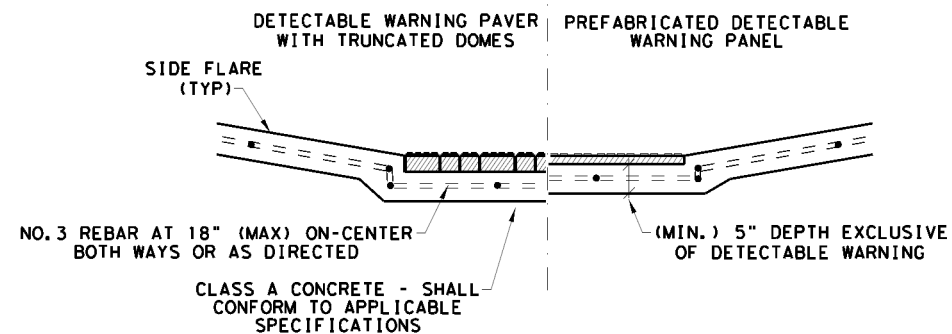 DETECTABLE WARNING PAVER
WITH TRUNCATED DOMES
PREFABRICATED DETECTABLE
WARNING PANEL
SIDE FLARE
(TYP)
NO.3 REBAR AT 18" (MAX) ON-CENTER
BOTH WAYS OR AS DIRECTED
(MIN.) 5" DEPTH EXCLUSIVE
OF DETECTABLE WARNING
CLASS A CONCRETE - SHALL
CONFORM TO APPLICABLE
SPECIFICATIONS